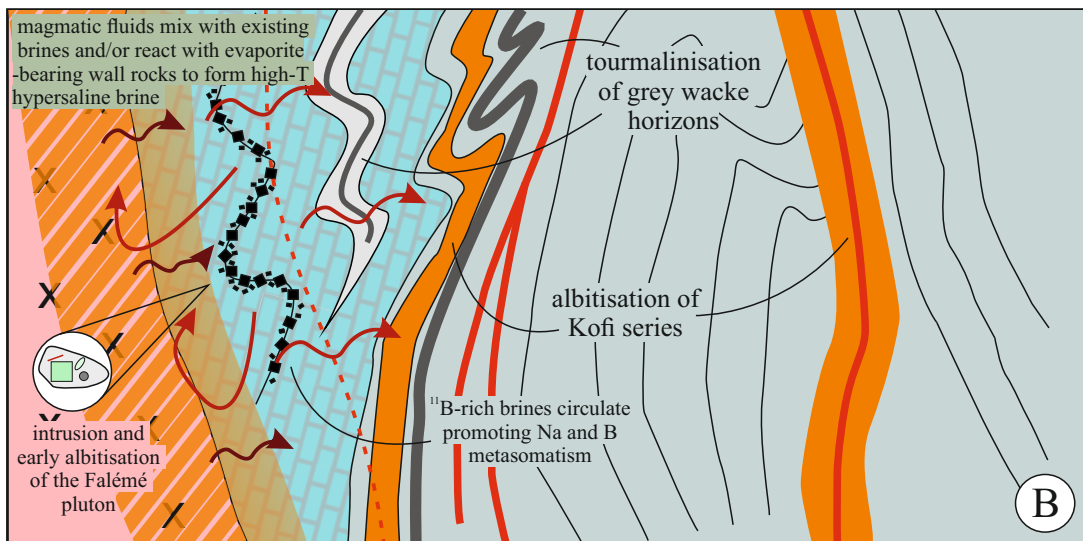 magmatic fluids mix with existing
brines and/or react with evaporite
-bearing wall rocks to form high-T
hypersaline brine
tourmalinisation
of grey wacke
horizons
albitisation of
Kofi series
¹¹B-rich brines circulate
promoting Na and B
metasomatism
intrusion and
early albitisation
of the Falémé
pluton
X
X
X
X
X
X
X
X
B